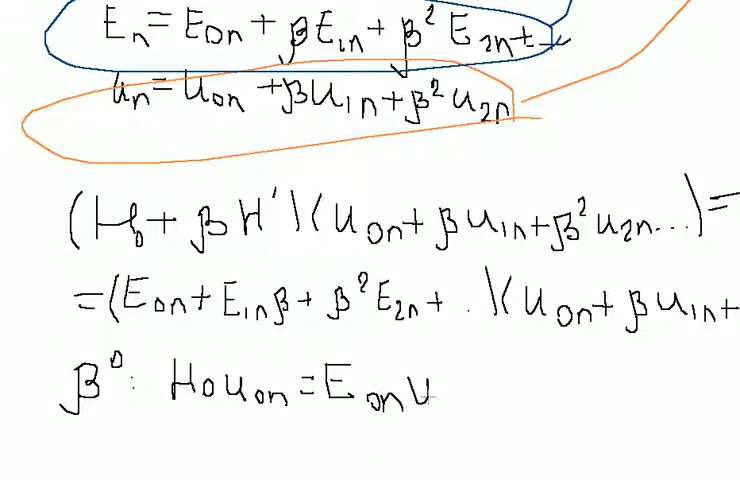 Eₙ = E₀ₙ + βE₁ₙ + β²E₂ₙ +
uₙ = u₀ₙ + βu₁ₙ + β²u₂ₙ
(H₀ + βH')(u₀ₙ + βu₁ₙ + β²u₂ₙ...) =
= (E₀ₙ + E₁ₙβ + β²E₂ₙ + . )(u₀ₙ + βu₁ₙ +
β⁰: H₀u₀ₙ = E₀ₙu